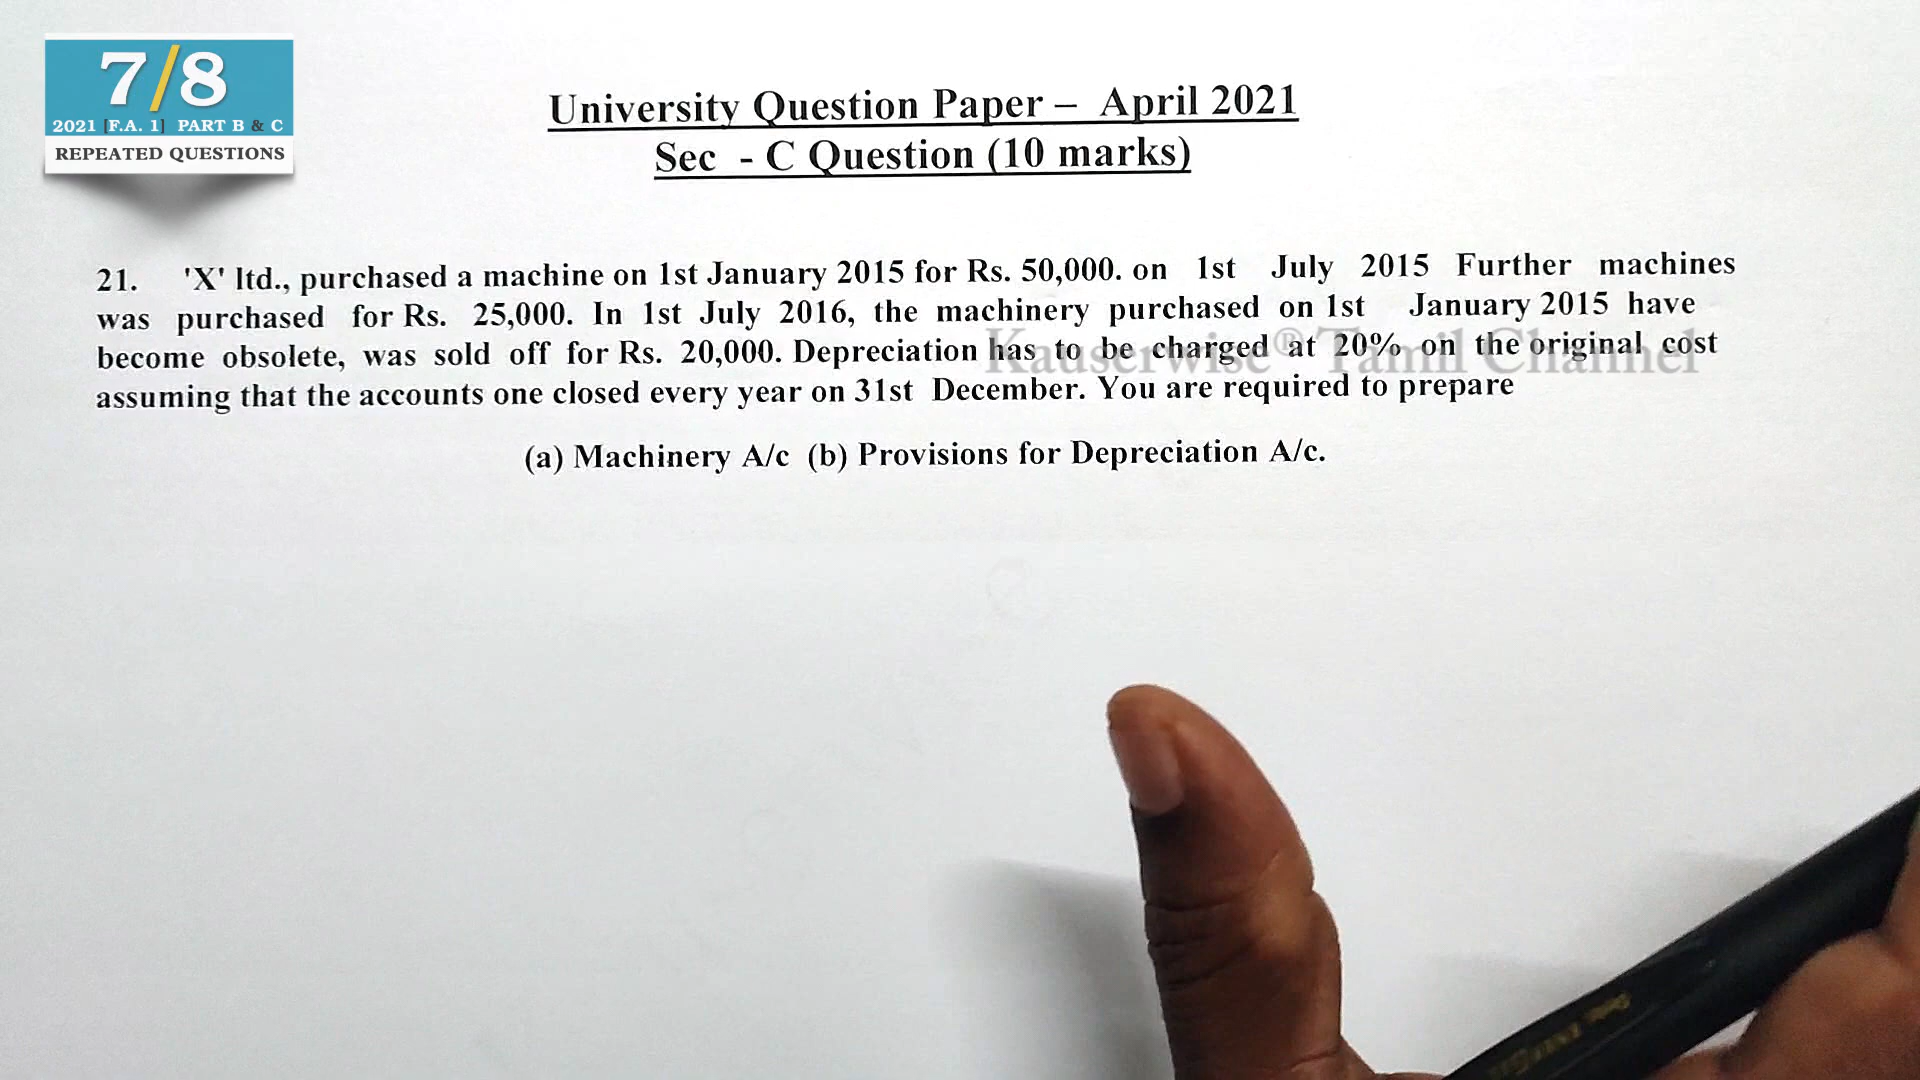 7/8
2021 [F.A. 1] PART B & C
REPEATED QUESTIONS
University Question Paper – April 2021
Sec - C Question (10 marks)
21. 'X' ltd., purchased a machine on 1st January 2015 for Rs. 50,000. on 1st July 2015 Further machines
was purchased for Rs. 25,000. In 1st July 2016, the machinery purchased on 1st January 2015 have
become obsolete, was sold off for Rs. 20,000. Depreciation has to be charged at 20% on the original cost
Kauserwise® Tamil Channel
assuming that the accounts one closed every year on 31st December. You are required to prepare
(a) Machinery A/c (b) Provisions for Depreciation A/c.